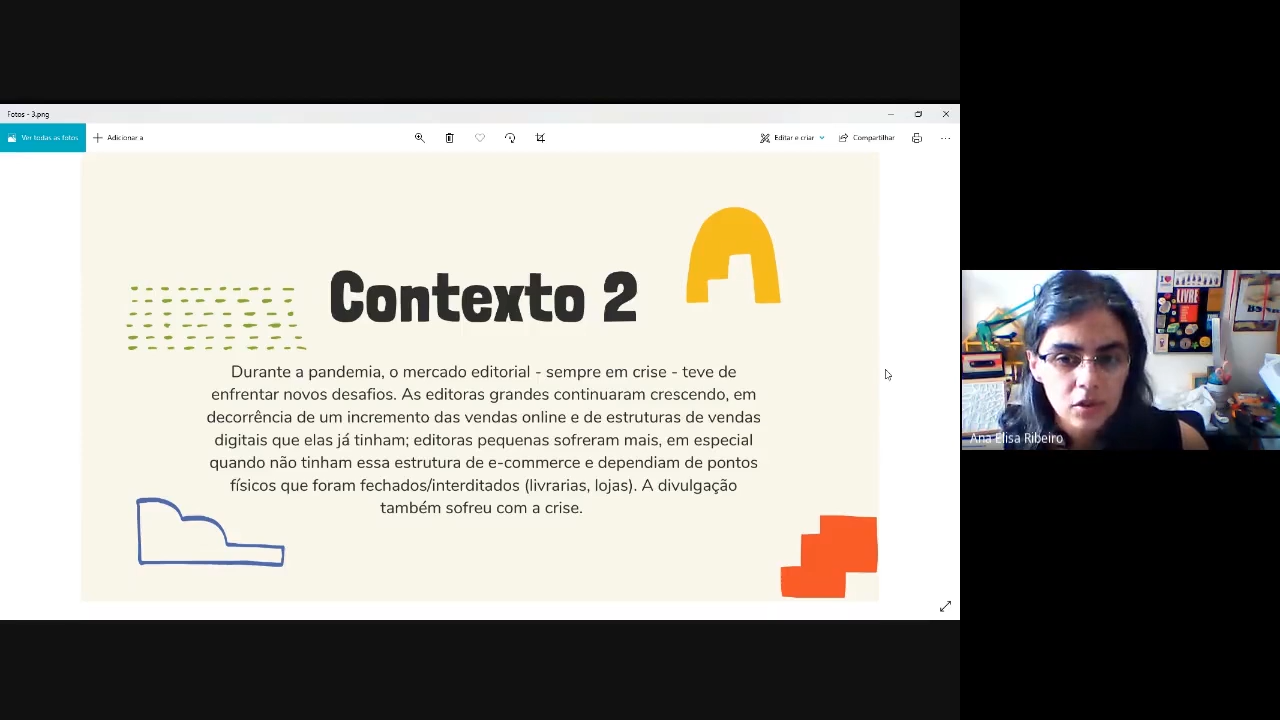 Fotos - 3.png
Ver todas as fotos
Adicionar a
Editar e criar
Compartilhar
Contexto 2
Durante a pandemia, o mercado editorial - sempre em crise - teve de
enfrentar novos desafios. As editoras grandes continuaram crescendo, em
decorrência de um incremento das vendas online e de estruturas de vendas
digitais que elas já tinham; editoras pequenas sofreram mais, em especial
quando não tinham essa estrutura de e-commerce e dependiam de pontos
físicos que foram fechados/interditados (livrarias, lojas). A divulgação
também sofreu com a crise.
LIVRE
Ana Elisa Ribeiro